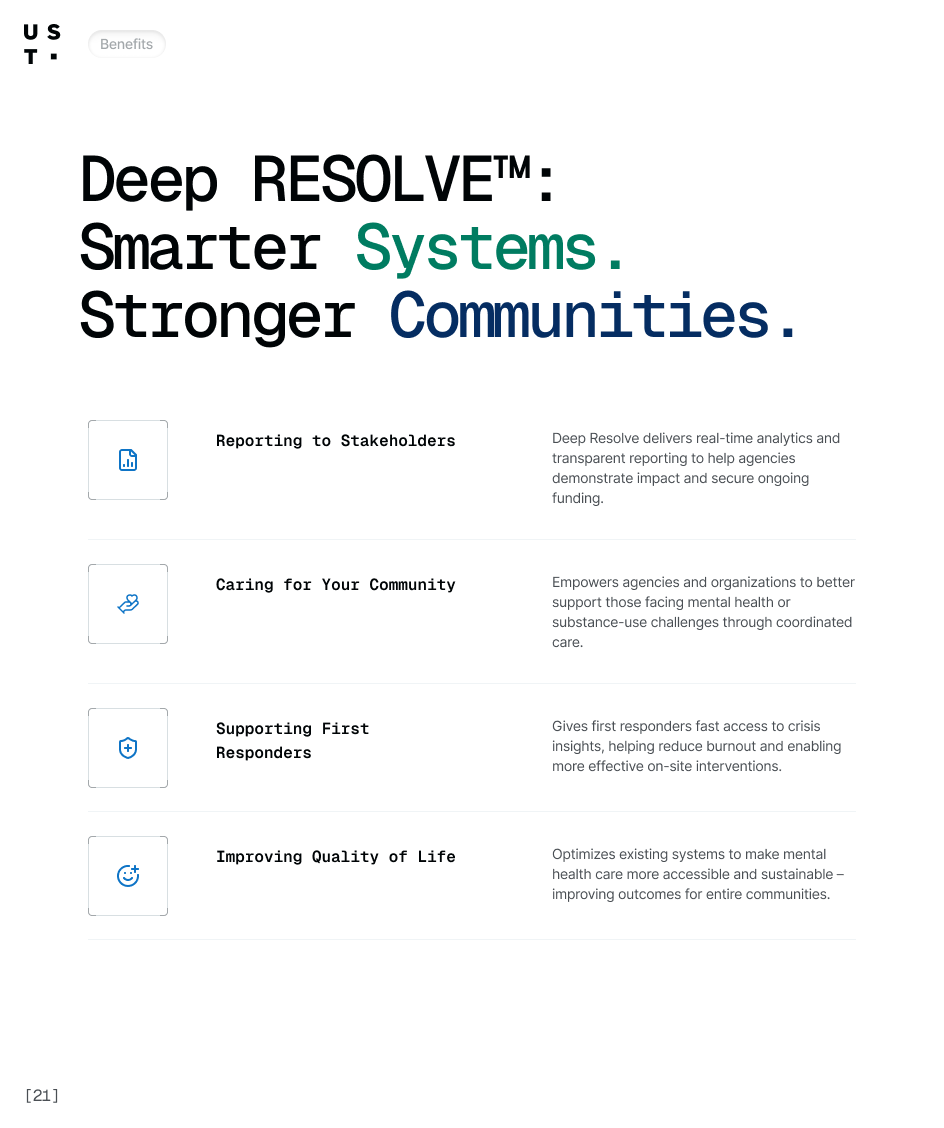 U S
T ▪
Benefits
Deep RESOLVE™:
Smarter Systems.
Stronger Communities.
Reporting to Stakeholders
Deep Resolve delivers real-time analytics and
transparent reporting to help agencies
demonstrate impact and secure ongoing
funding.
Caring for Your Community
Empowers agencies and organizations to better
support those facing mental health or
substance-use challenges through coordinated
care.
Supporting First
Responders
Gives first responders fast access to crisis
insights, helping reduce burnout and enabling
more effective on-site interventions.
Improving Quality of Life
Optimizes existing systems to make mental
health care more accessible and sustainable –
improving outcomes for entire communities.
[21]